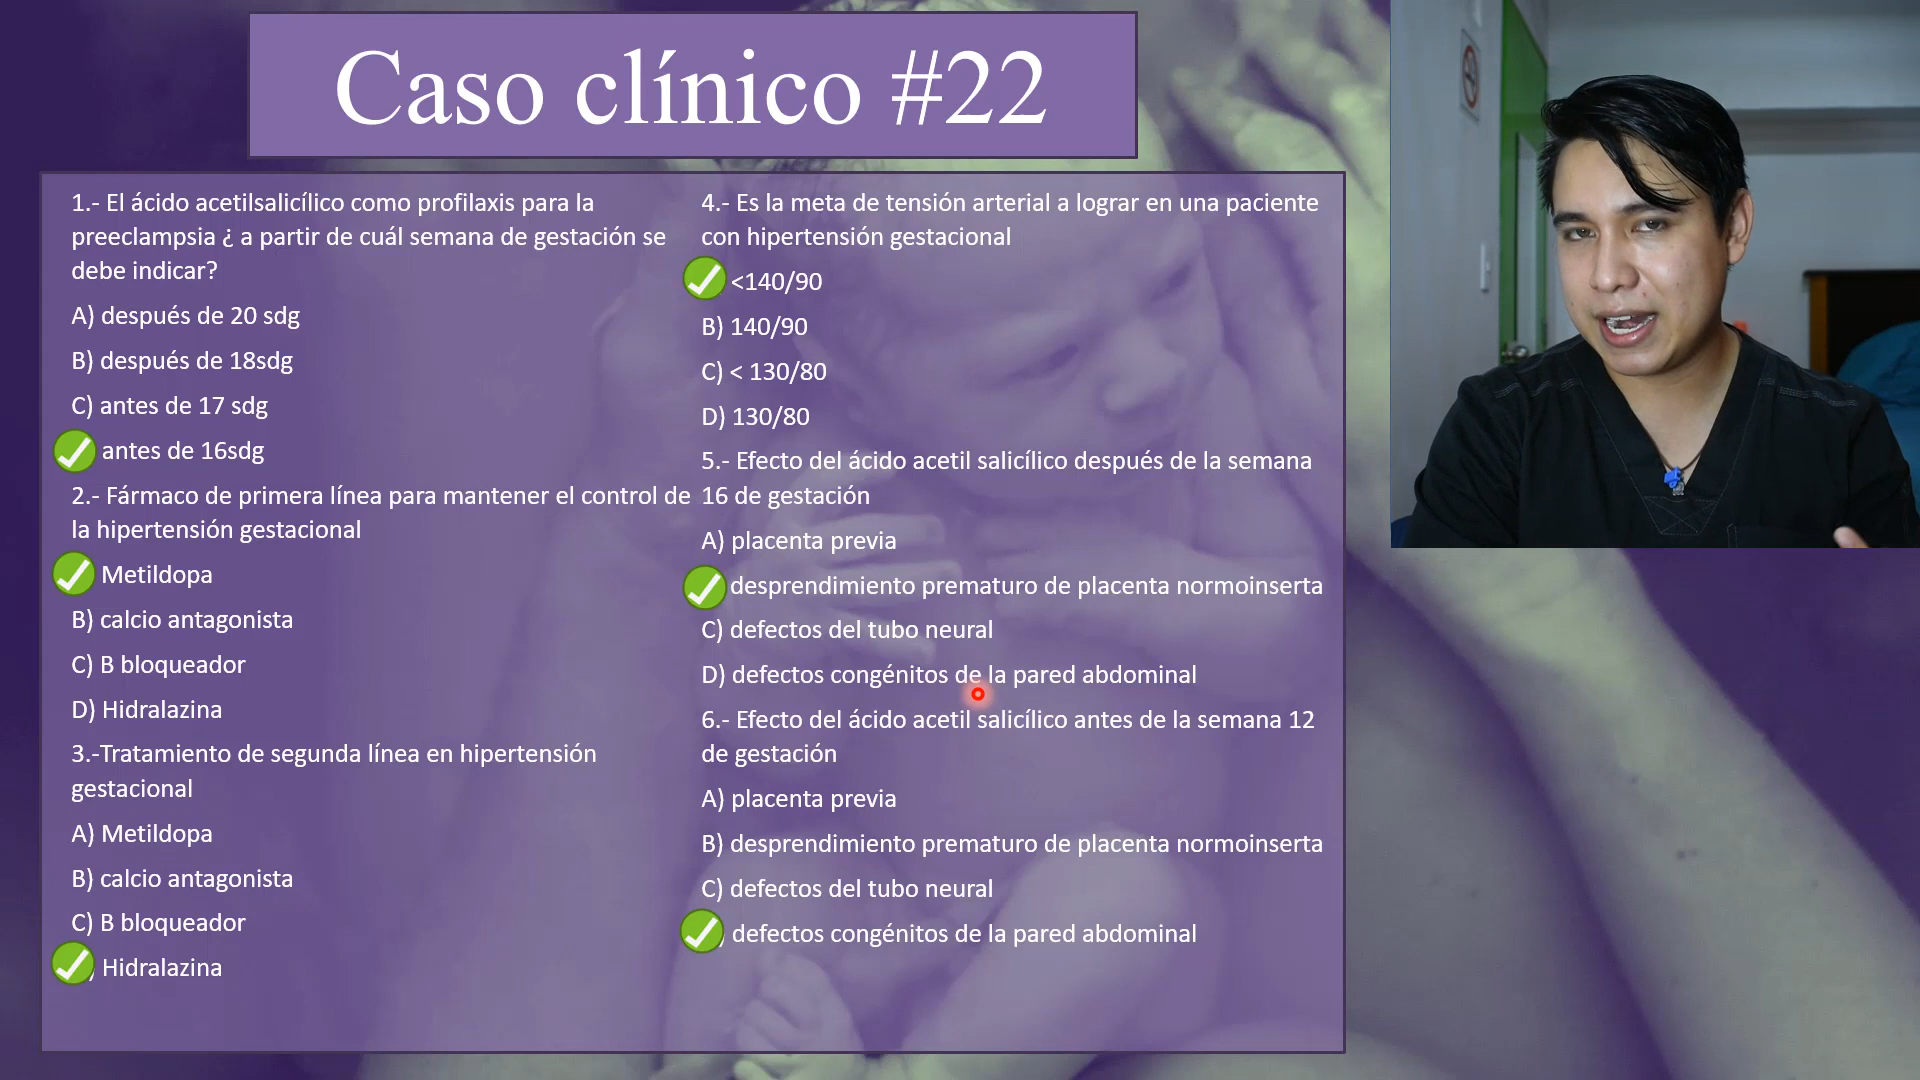 Caso clínico #22
1.- El ácido acetilsalicílico como profilaxis para la
preeclampsia ¿ a partir de cuál semana de gestación se
debe indicar?
A) después de 20 sdg
B) después de 18sdg
C) antes de 17 sdg
antes de 16sdg
2.- Fármaco de primera línea para mantener el control de
la hipertensión gestacional
Metildopa
B) calcio antagonista
C) B bloqueador
D) Hidralazina
3.-Tratamiento de segunda línea en hipertensión
gestacional
A) Metildopa
B) calcio antagonista
C) B bloqueador
) Hidralazina
4.- Es la meta de tensión arterial a lograr en una paciente
con hipertensión gestacional
<140/90
B) 140/90
C) < 130/80
D) 130/80
5.- Efecto del ácido acetil salicílico después de la semana
16 de gestación
A) placenta previa
desprendimiento prematuro de placenta normoinserta
C) defectos del tubo neural
D) defectos congénitos de la pared abdominal
6.- Efecto del ácido acetil salicílico antes de la semana 12
de gestación
A) placenta previa
B) desprendimiento prematuro de placenta normoinserta
C) defectos del tubo neural
) defectos congénitos de la pared abdominal